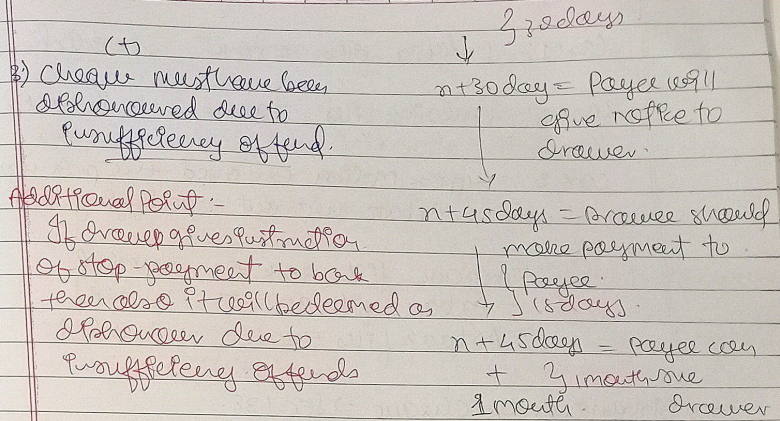 (+)
3) cheque must have been
dishonoured due to
insufficiency of fund.
Additional Point :-
If drawer gives instruction
of stop-payment to bank
then also it will be deemed as
dishonour due to
insufficiency of funds
} 30 days
n+30 day = Payee will
give notice to
drawer.
n+45 days = drawee should
make payment to
payee.
} 15 days.
n+45 days = payee can
+ } 1 month sue
1 month. drawer